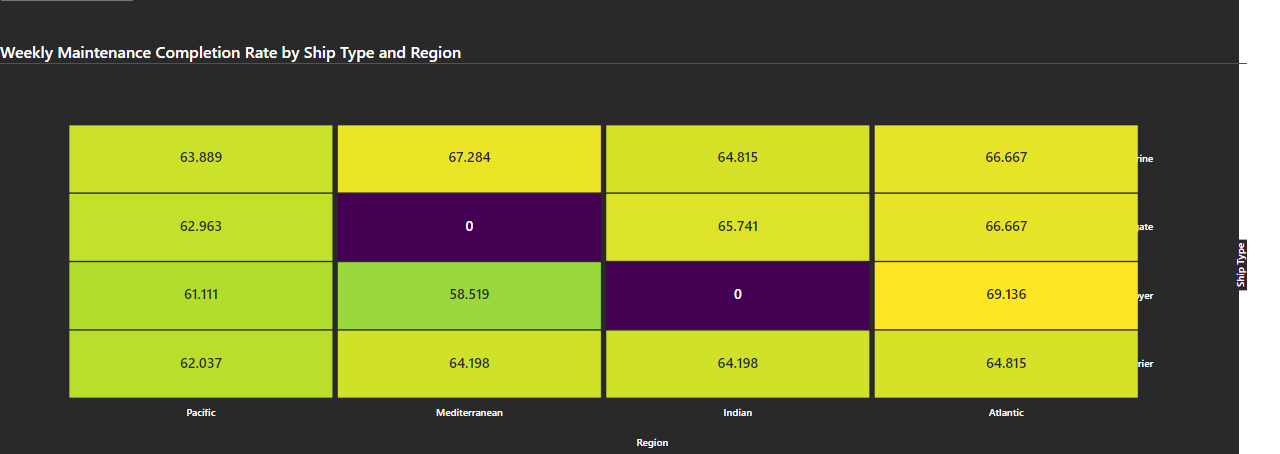 Weekly Maintenance Completion Rate by Ship Type and Region
63.889 67.284 64.815 66.667 rine
62.963 0 65.741 66.667 gate
61.111 58.519 0 69.136 yer
62.037 64.198 64.198 64.815 rier
Ship Type
Pacific Mediterranean Indian Atlantic
Region